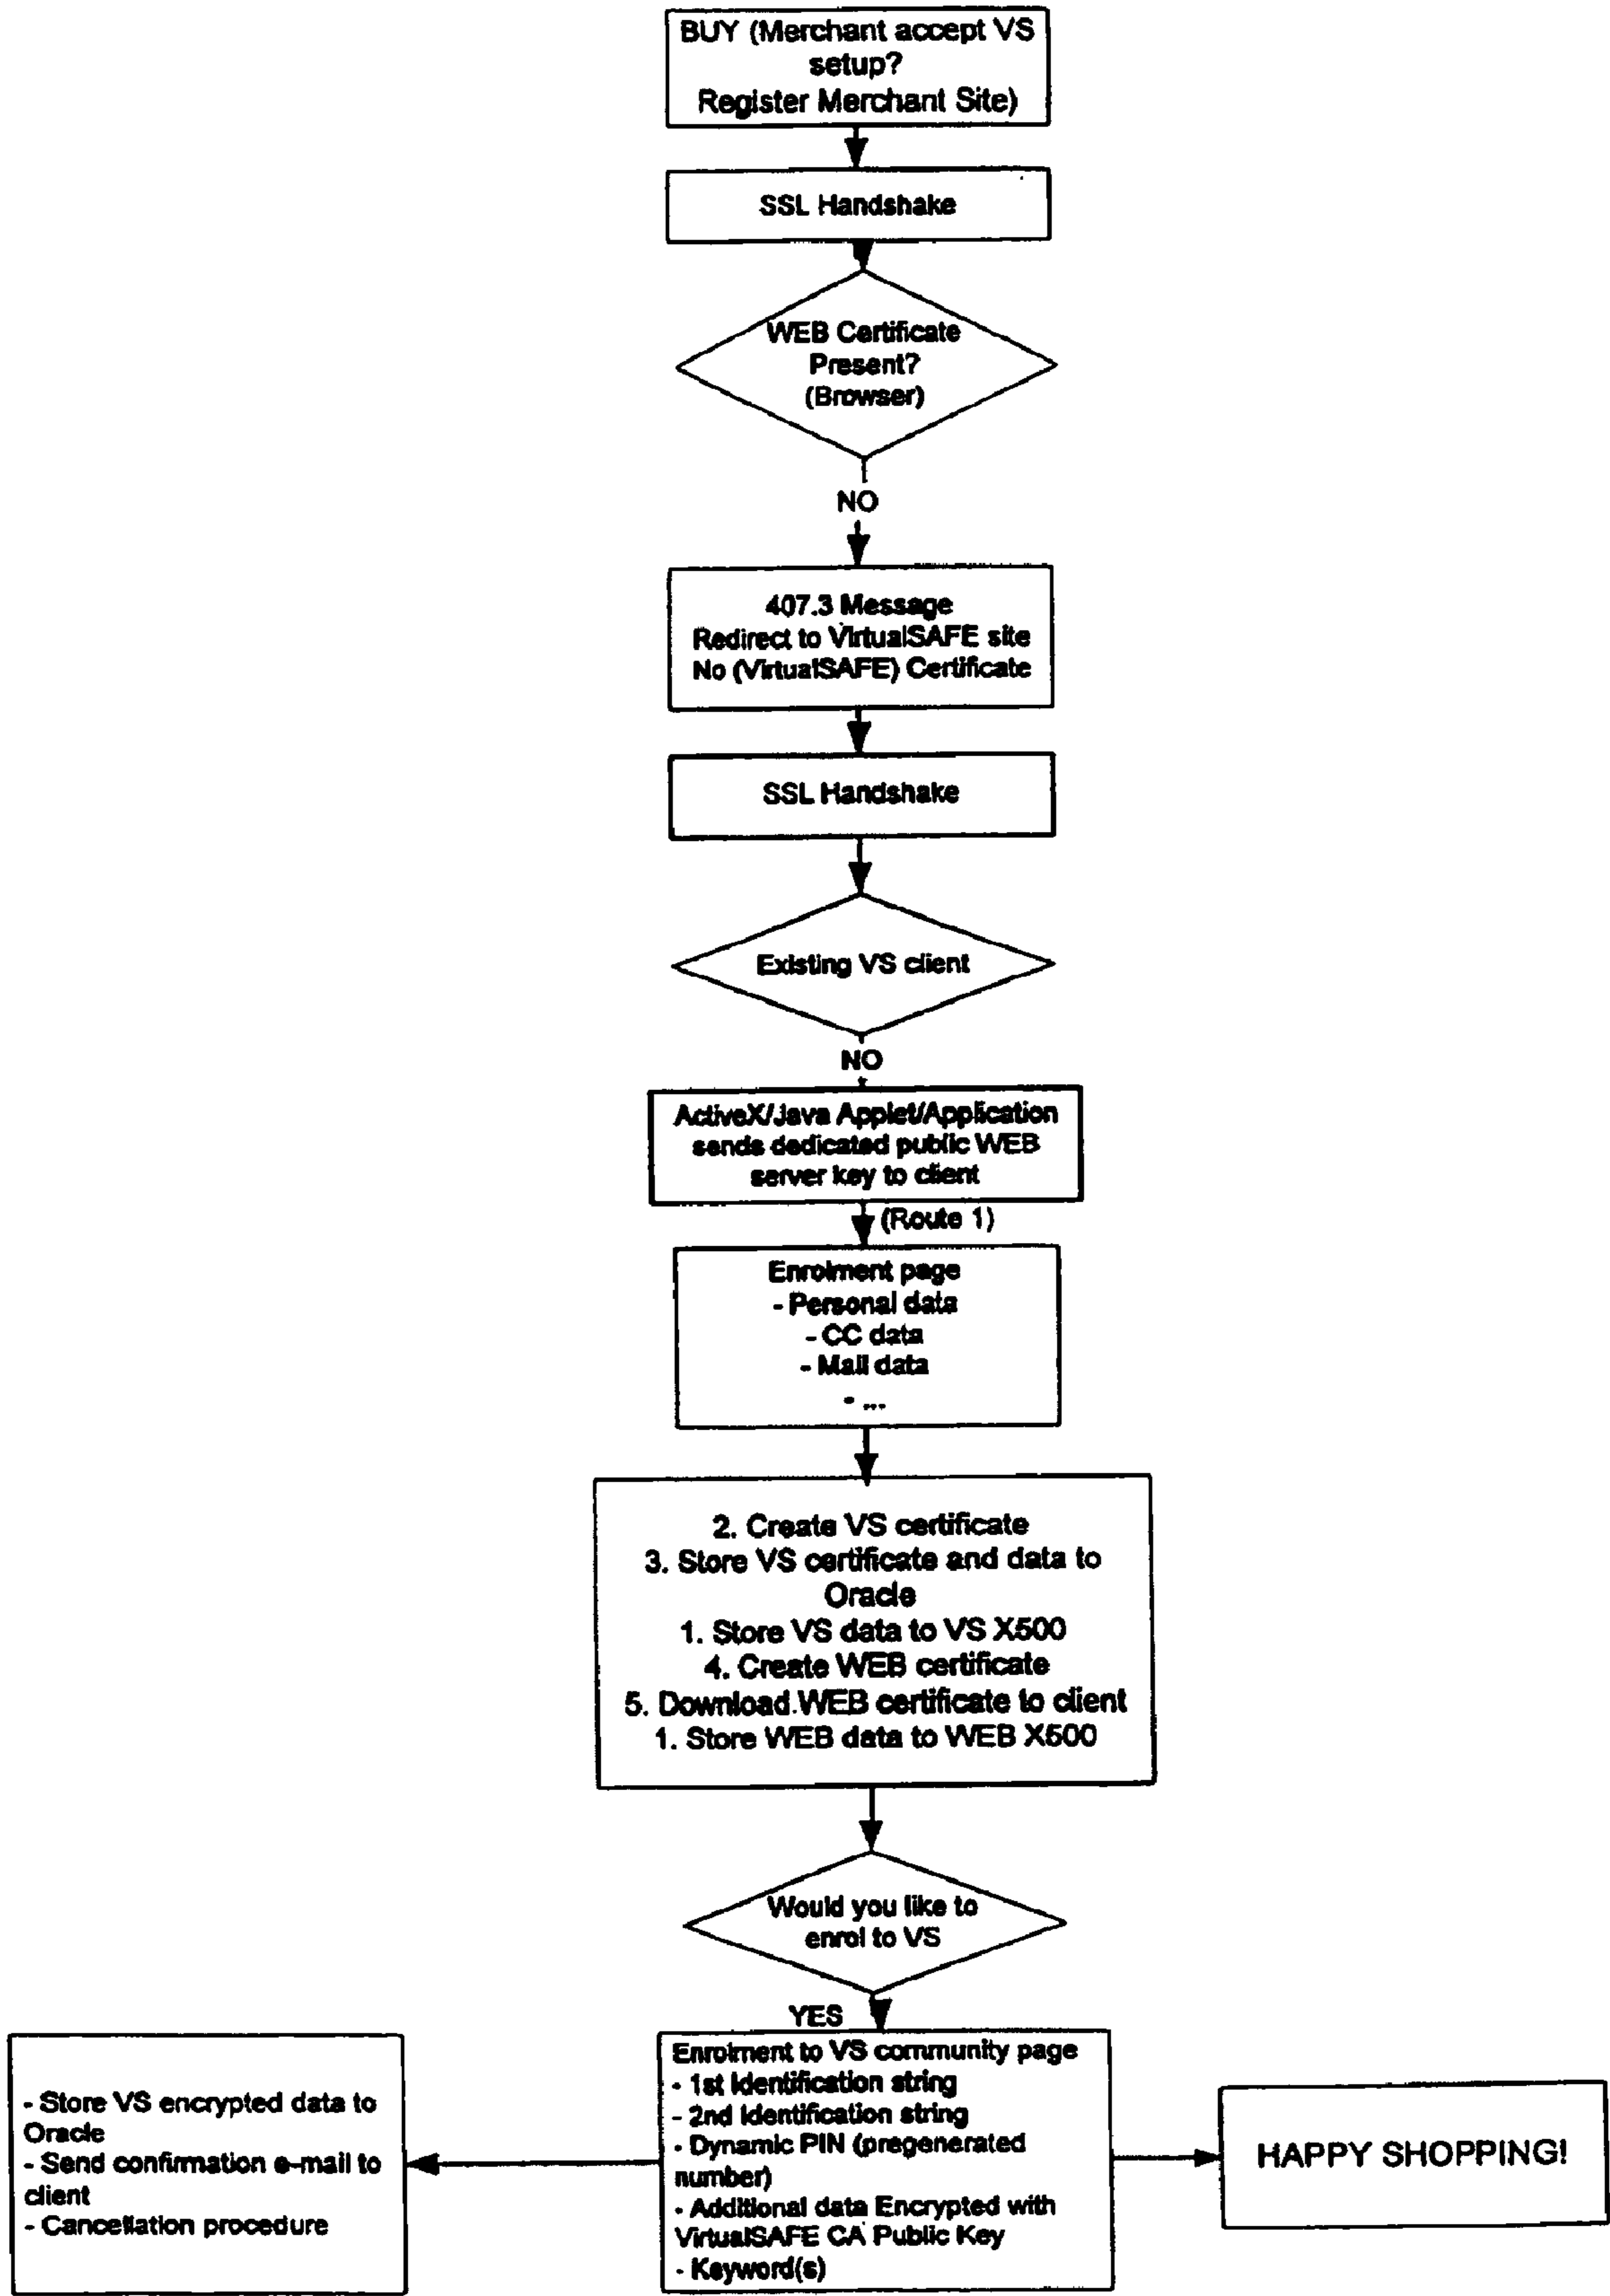 BUY (Merchant accept VS
setup?
Register Merchant Site)
SSL Handshake
WEB Certificate
Present?
(Browser)
NO
407.3 Message
Redirect to VirtualSAFE site
No (VirtualSAFE) Certificate
SSL Handshake
Existing VS client
NO
ActiveX/Java Applet/Application
sends dedicated public WEB
server key to client
(Route 1)
Enrolment page
- Personal data
- CC data
- Mail data
- ...
2. Create VS certificate
3. Store VS certificate and data to
Oracle
1. Store VS data to VS X500
4. Create WEB certificate
5. Download WEB certificate to client
1. Store WEB data to WEB X500
Would you like to
enrol to VS
YES
- Store VS encrypted data to
Oracle
- Send confirmation e-mail to
client
- Cancellation procedure
Enrolment to VS community page
- 1st Identification string
- 2nd Identification string
- Dynamic PIN (pregenerated
number)
- Additional data Encrypted with
VirtualSAFE CA Public Key
- Keyword(s)
HAPPY SHOPPING!